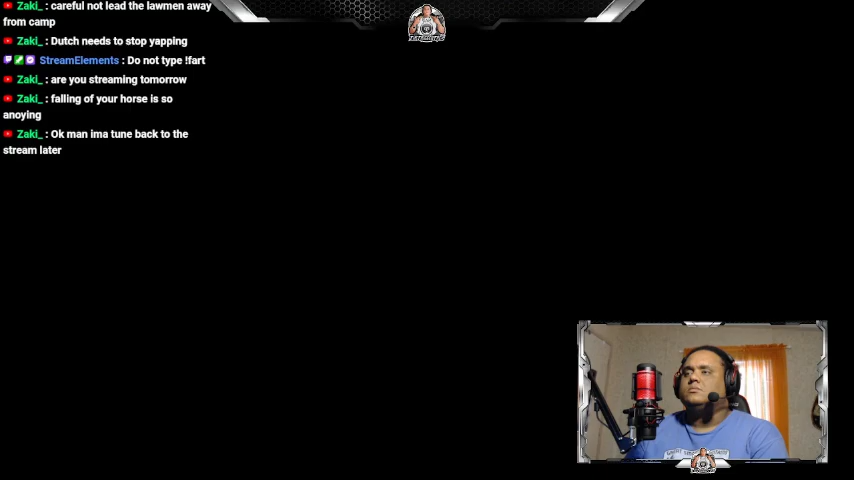 Zaki_ : careful not lead the lawmen away
from camp
Zaki_ : Dutch needs to stop yapping
StreamElements : Do not type !fart
Zaki_ : are you streaming tomorrow
Zaki_ : falling of your horse is so
anoying
Zaki_ : Ok man ima tune back to the
stream later